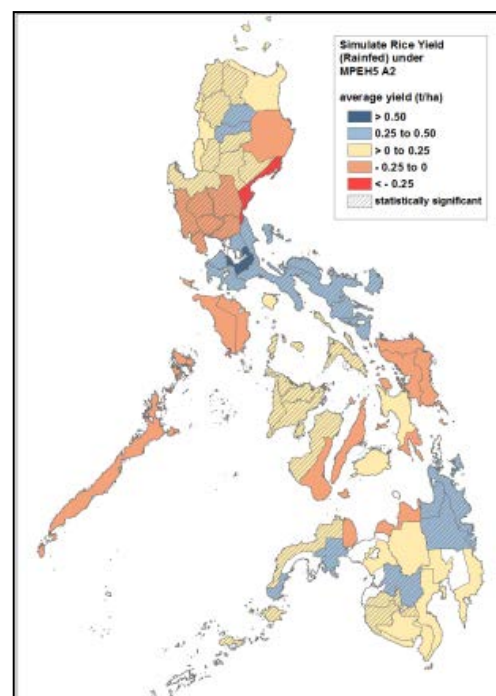 Simulate Rice Yield
(Rainfed) under
MPEH5 A2
average yield (t/ha)
> 0.50
0.25 to 0.50
> 0 to 0.25
- 0.25 to 0
< - 0.25
statistically significant